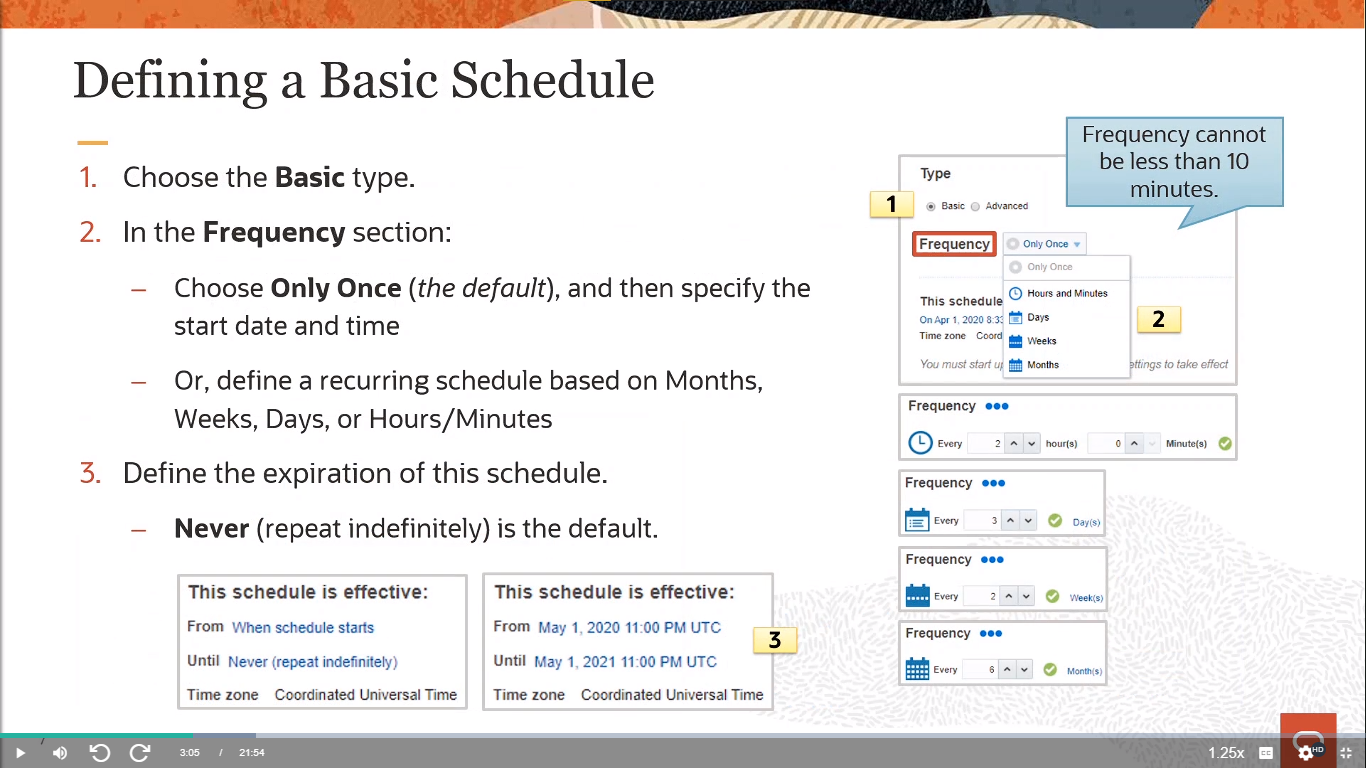 Defining a Basic Schedule
1. Choose the Basic type.
2. In the Frequency section:
– Choose Only Once (the default), and then specify the
start date and time
– Or, define a recurring schedule based on Months,
Weeks, Days, or Hours/Minutes
3. Define the expiration of this schedule.
– Never (repeat indefinitely) is the default.
This schedule is effective:
From When schedule starts
Until Never (repeat indefinitely)
Time zone Coordinated Universal Time
This schedule is effective:
From May 1, 2020 11:00 PM UTC
Until May 1, 2021 11:00 PM UTC
Time zone Coordinated Universal Time
3
Frequency cannot
be less than 10
minutes.
Type
1
Basic Advanced
Frequency Only Once
Only Once
Hours and Minutes
Days
Weeks
Months
2
This schedule
On Apr 1, 2020 8:33
Time zone Coord
You must start up ettings to take effect
Frequency
Every 2 hour(s) 0 Minute(s)
Frequency
Every 3 Day(s)
Frequency
Every 2 Week(s)
Frequency
Every 6 Month(s)
3:05 / 21:54
1.25x CC HD